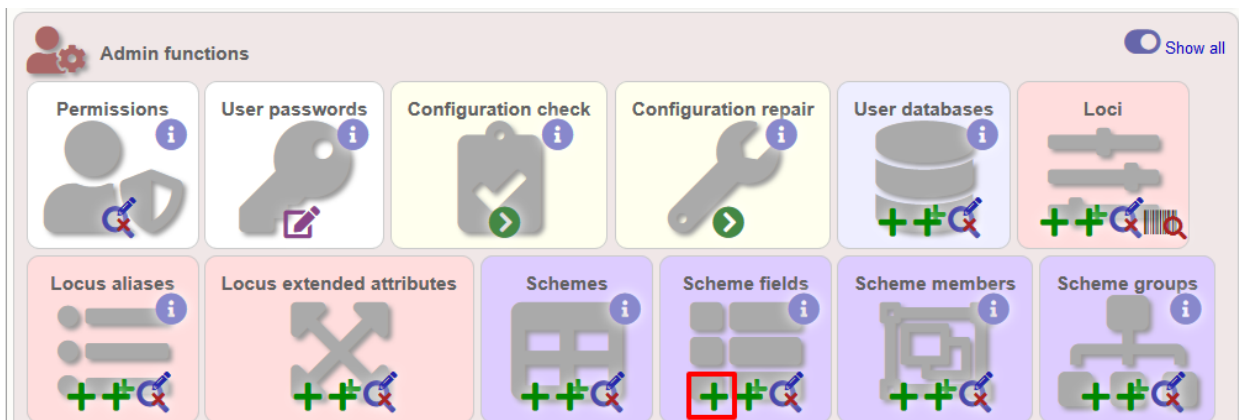 Admin functions
Show all
Permissions
User passwords
Configuration check
Configuration repair
User databases
Loci
Locus aliases
Locus extended attributes
Schemes
Scheme fields
Scheme members
Scheme groups